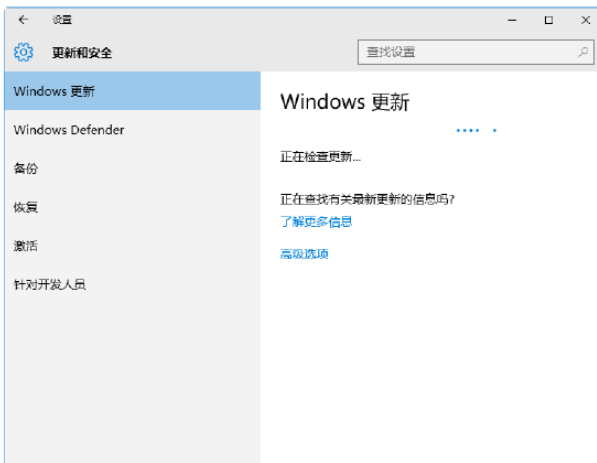 设置
更新和安全
查找设置
Windows 更新
Windows Defender
备份
恢复
激活
针对开发人员
Windows 更新
正在检查更新...
正在查找有关最新更新的信息吗?
了解更多信息
高级选项